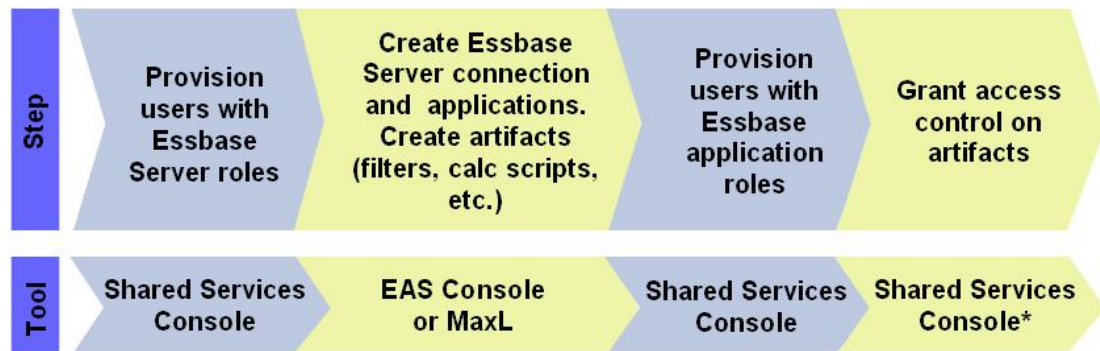 Step
Provision
users with
Essbase
Server roles
Create Essbase
Server connection
and applications.
Create artifacts
(filters, calc scripts,
etc.)
Provision
users with
Essbase
application
roles
Grant access
control on
artifacts
Tool
Shared Services
Console
EAS Console
or MaxL
Shared Services
Console
Shared Services
Console*